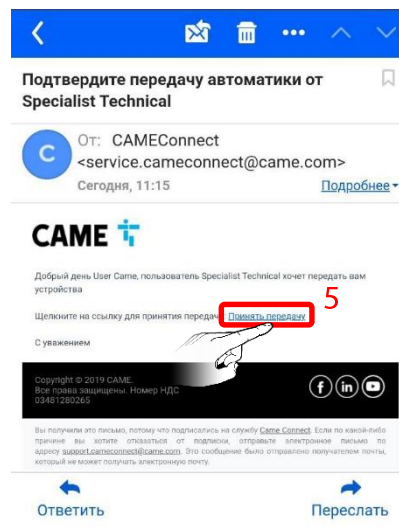 Подтвердите передачу автоматики от
Specialist Technical
C
От: CAMEConnect
<service.cameconnect@came.com>
Сегодня, 11:15
Подробнее
CAME
Добрый день User Came, пользователь Specialist Technical хочет передать вам
устройства
5
Щелкните на ссылку для принятия передач Принять передачу
С уважением
Copyright © 2019 CAME.
Все права защищены. Номер НДС
03481280265
f in
Вы получили это письмо, потому что подписались на службу Came Connect. Если по какой-либо
причине вы хотите отказаться от подписки, отправьте электронное письмо по
адресу support.cameconnect@came.com. Это сообщение было отправлено получателем почты,
который не может получать электронную почту.
Ответить
Переслать